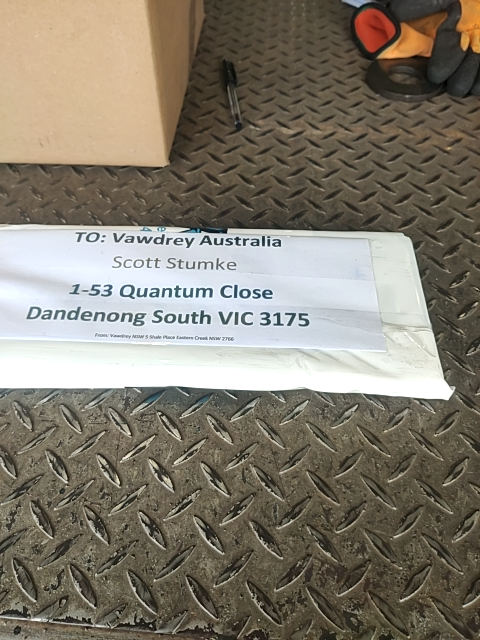 TO: Vawdrey Australia
Scott Stumke
1-53 Quantum Close
Dandenong South VIC 3175
From: Vawdrey NSW 5 Shale Place Eastern Creek NSW 2766